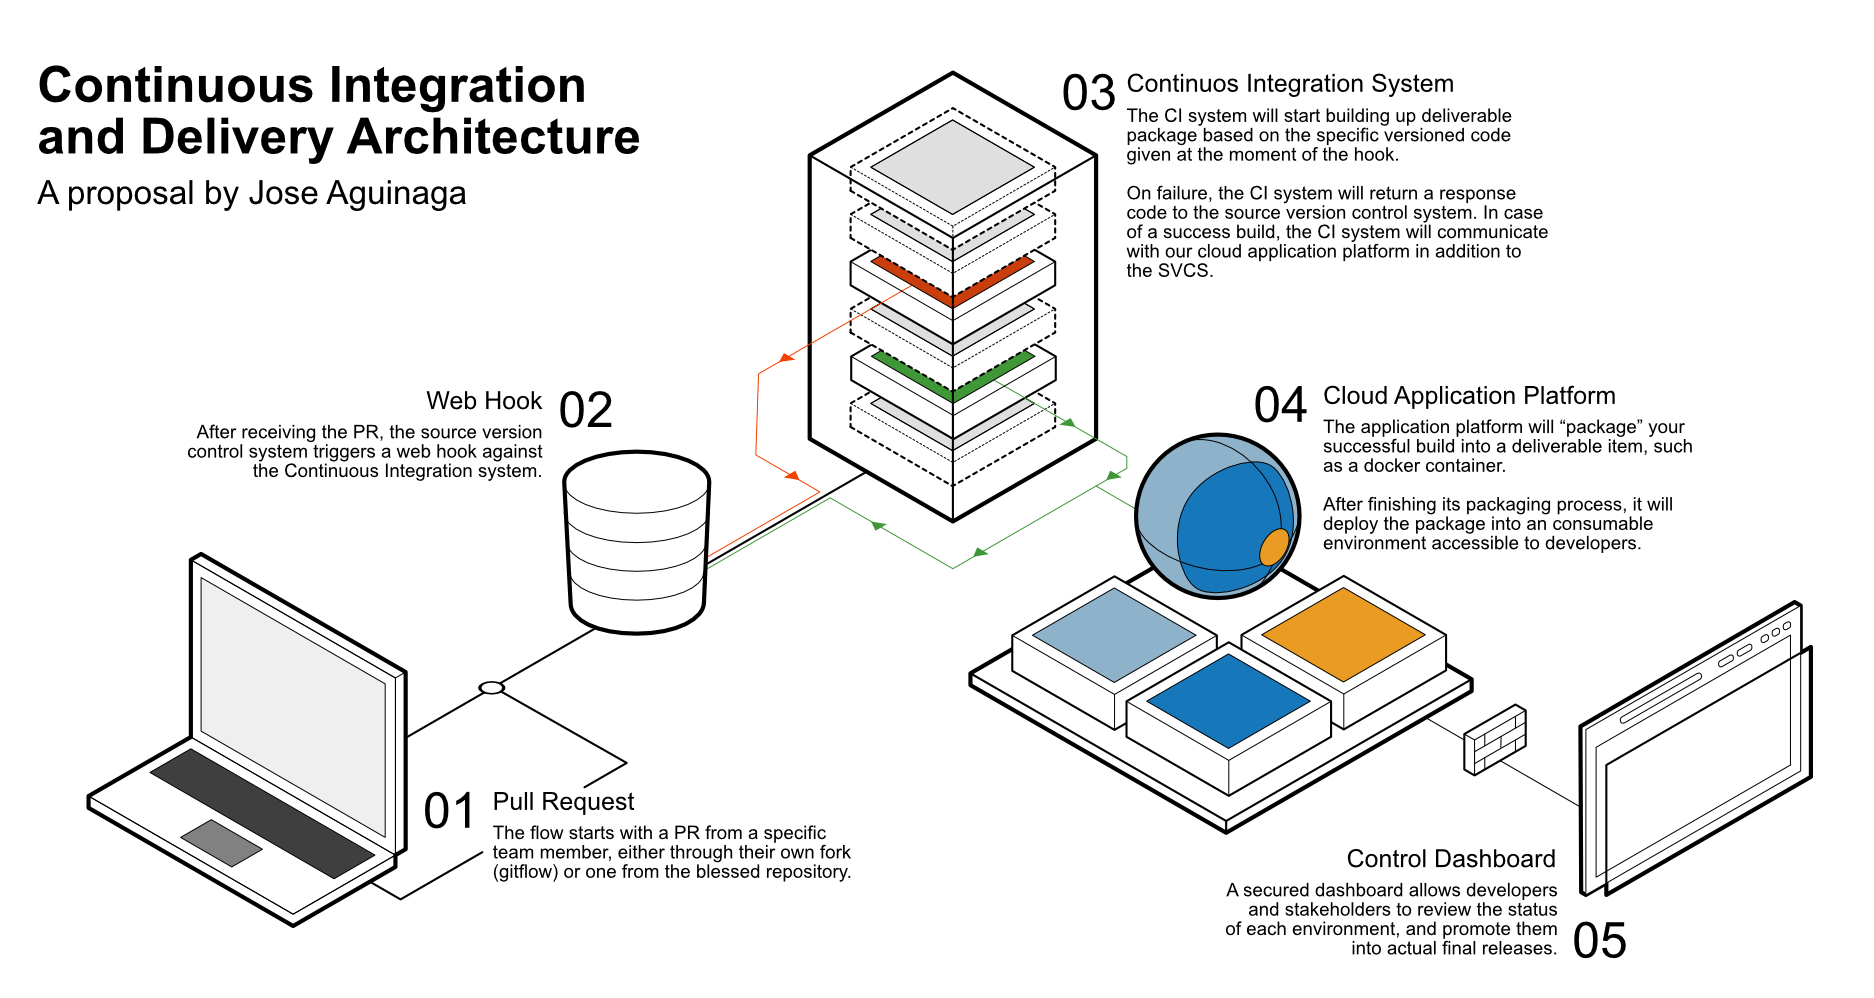 Continuous Integration
and Delivery Architecture
A proposal by Jose Aguinaga
01
Pull Request
The flow starts with a PR from a specific
team member, either through their own fork
(gitflow) or one from the blessed repository.
Web Hook
02
After receiving the PR, the source version
control system triggers a web hook against
the Continuous Integration system.
03
Continuos Integration System
The CI system will start building up deliverable
package based on the specific versioned code
given at the moment of the hook.
On failure, the CI system will return a response
code to the source version control system. In case
of a success build, the CI system will communicate
with our cloud application platform in addition to
the SVCS.
04
Cloud Application Platform
The application platform will “package” your
successful build into a deliverable item, such
as a docker container.
After finishing its packaging process, it will
deploy the package into an consumable
environment accessible to developers.
Control Dashboard
A secured dashboard allows developers
and stakeholders to review the status
of each environment, and promote them
into actual final releases.
05